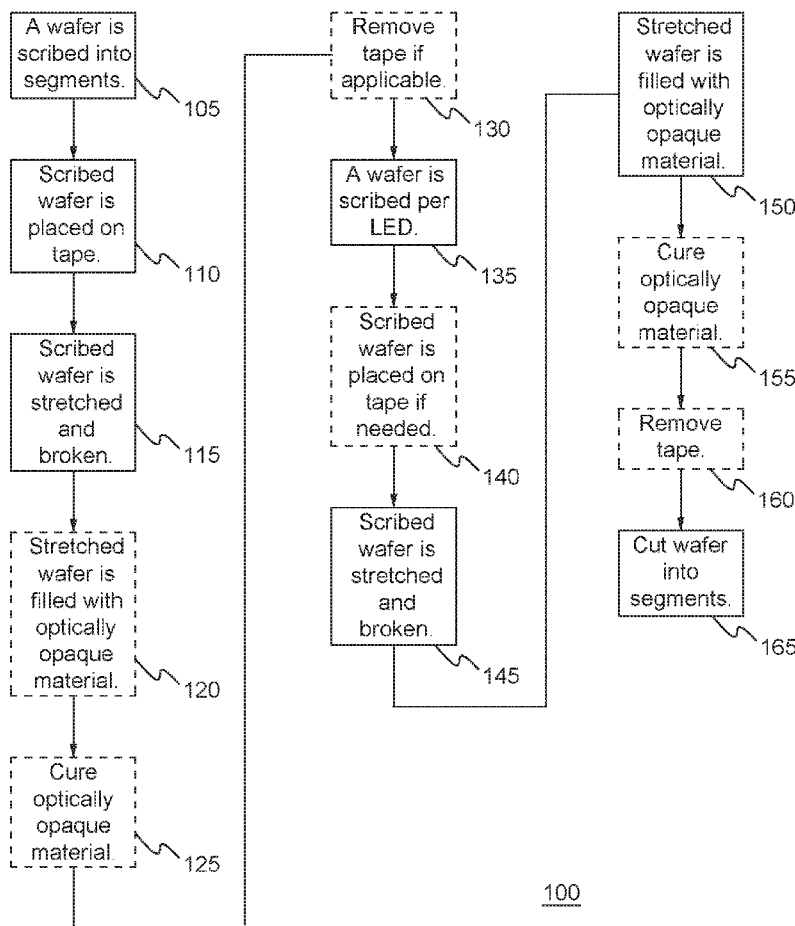 A wafer is
scribed into
segments.
105
Scribed
wafer is
placed on
tape.
110
Scribed
wafer is
stretched
and
broken.
115
Stretched
wafer is
filled with
optically
opaque
material.
120
Cure
optically
opaque
material.
125
Remove
tape if
applicable.
130
A wafer is
scribed per
LED.
135
Scribed
wafer is
placed on
tape if
needed.
140
Scribed
wafer is
stretched
and
broken.
145
Stretched
wafer is
filled with
optically
opaque
material.
150
Cure
optically
opaque
material.
155
Remove
tape.
160
Cut wafer
into
segments.
165
100